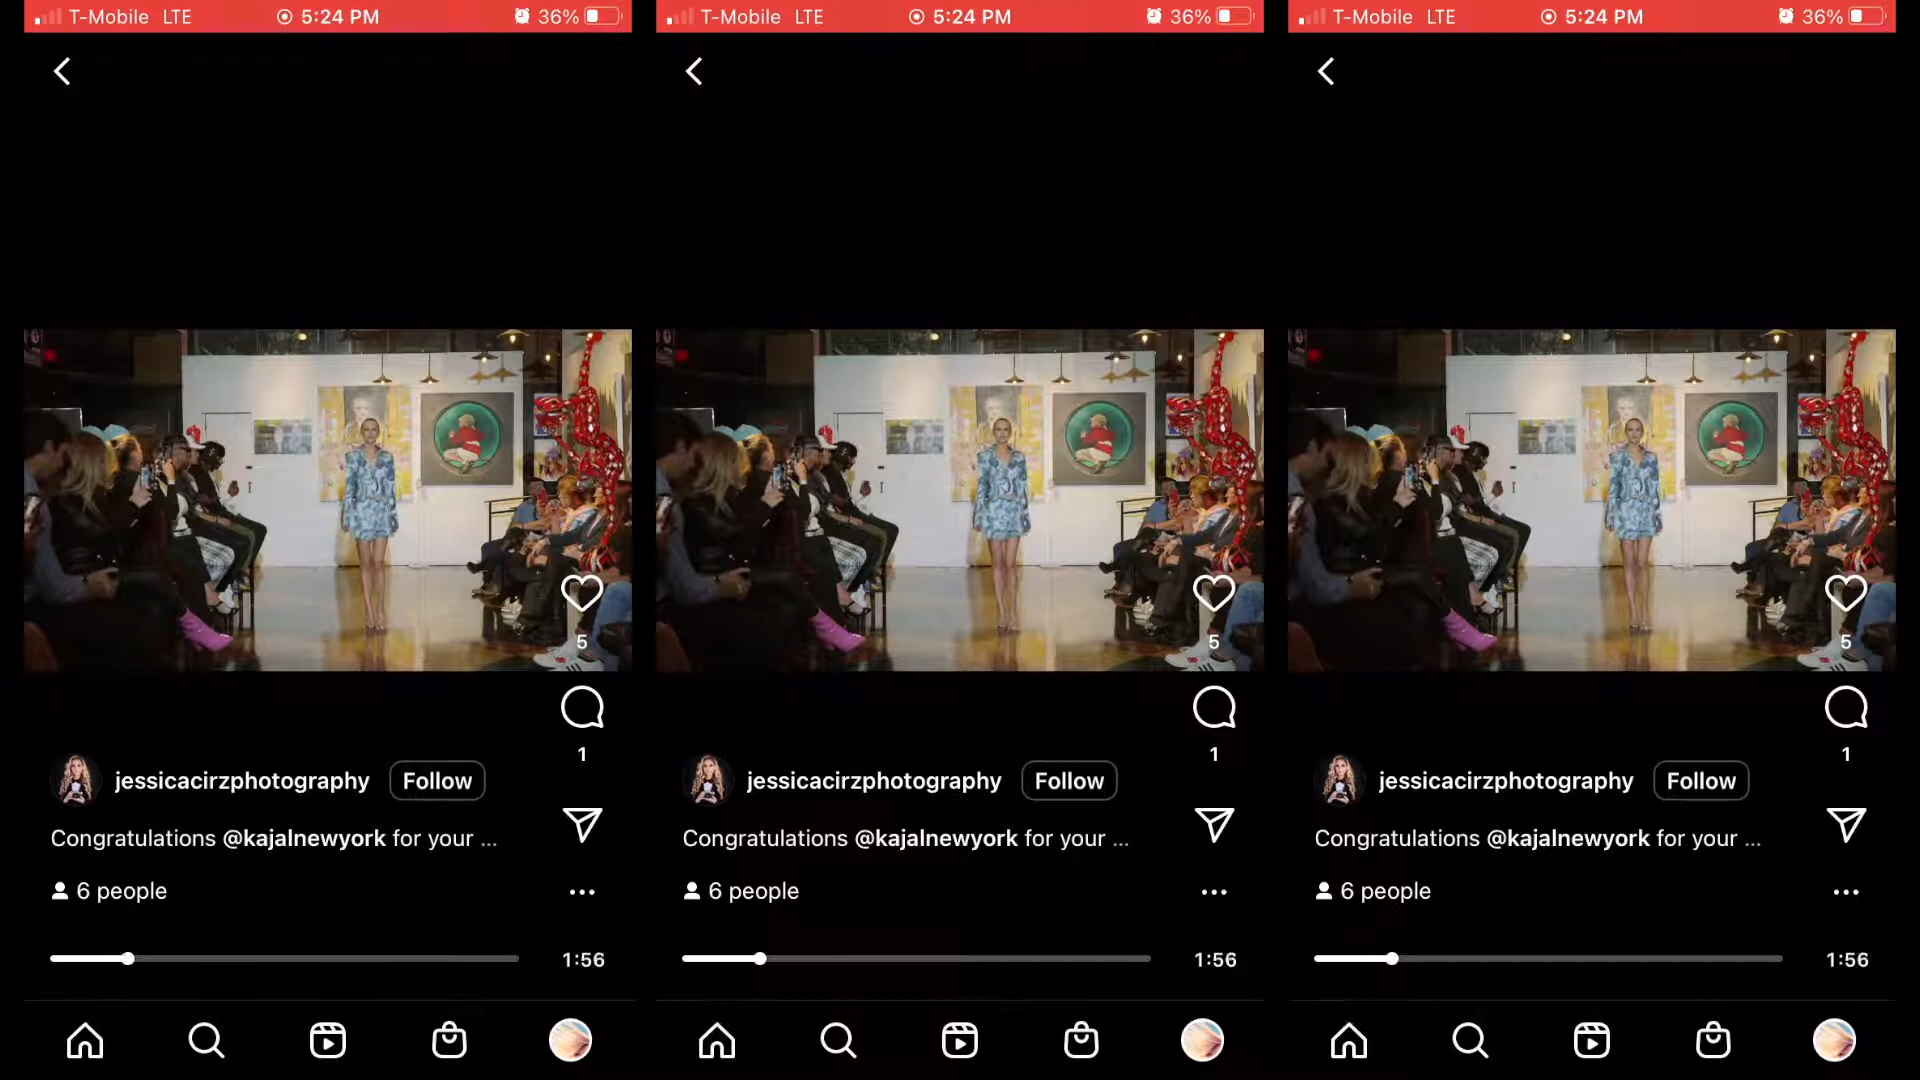 T-Mobile LTE 5:24 PM 36%
5
1
jessicacirzphotography Follow
Congratulations @kajalnewyork for your ...
6 people
1:56
T-Mobile LTE 5:24 PM 36%
5
1
jessicacirzphotography Follow
Congratulations @kajalnewyork for your ...
6 people
1:56
T-Mobile LTE 5:24 PM 36%
5
1
jessicacirzphotography Follow
Congratulations @kajalnewyork for your ...
6 people
1:56